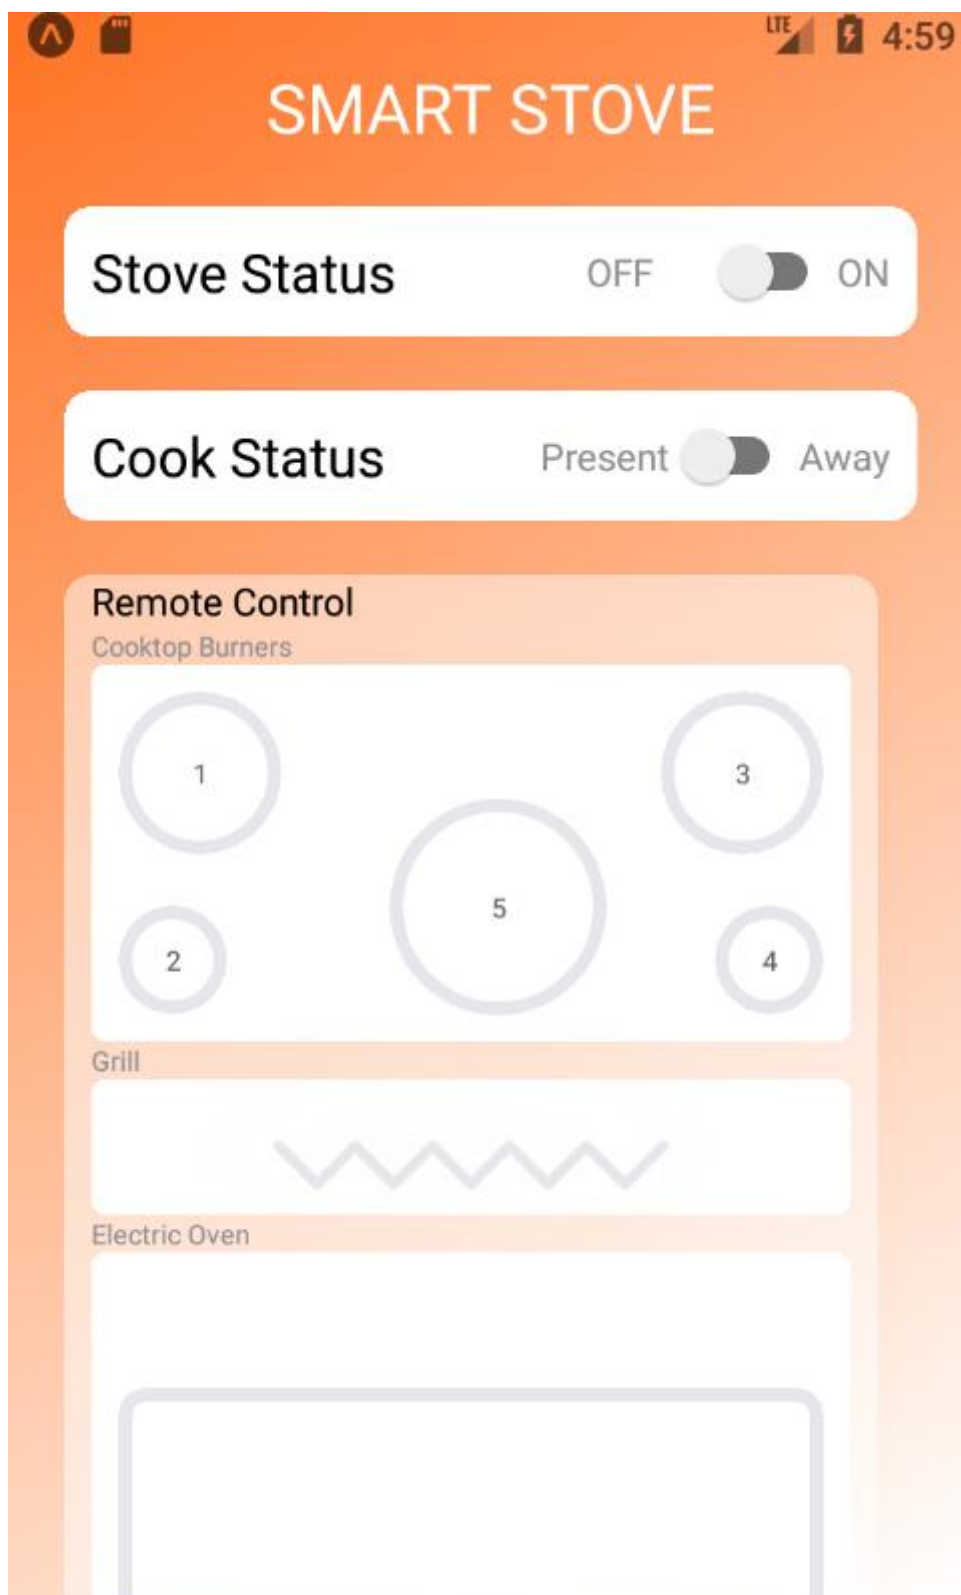 LTE 4:59
SMART STOVE
Stove Status OFF ON
Cook Status Present Away
Remote Control
Cooktop Burners
1 3
5
2 4
Grill
Electric Oven